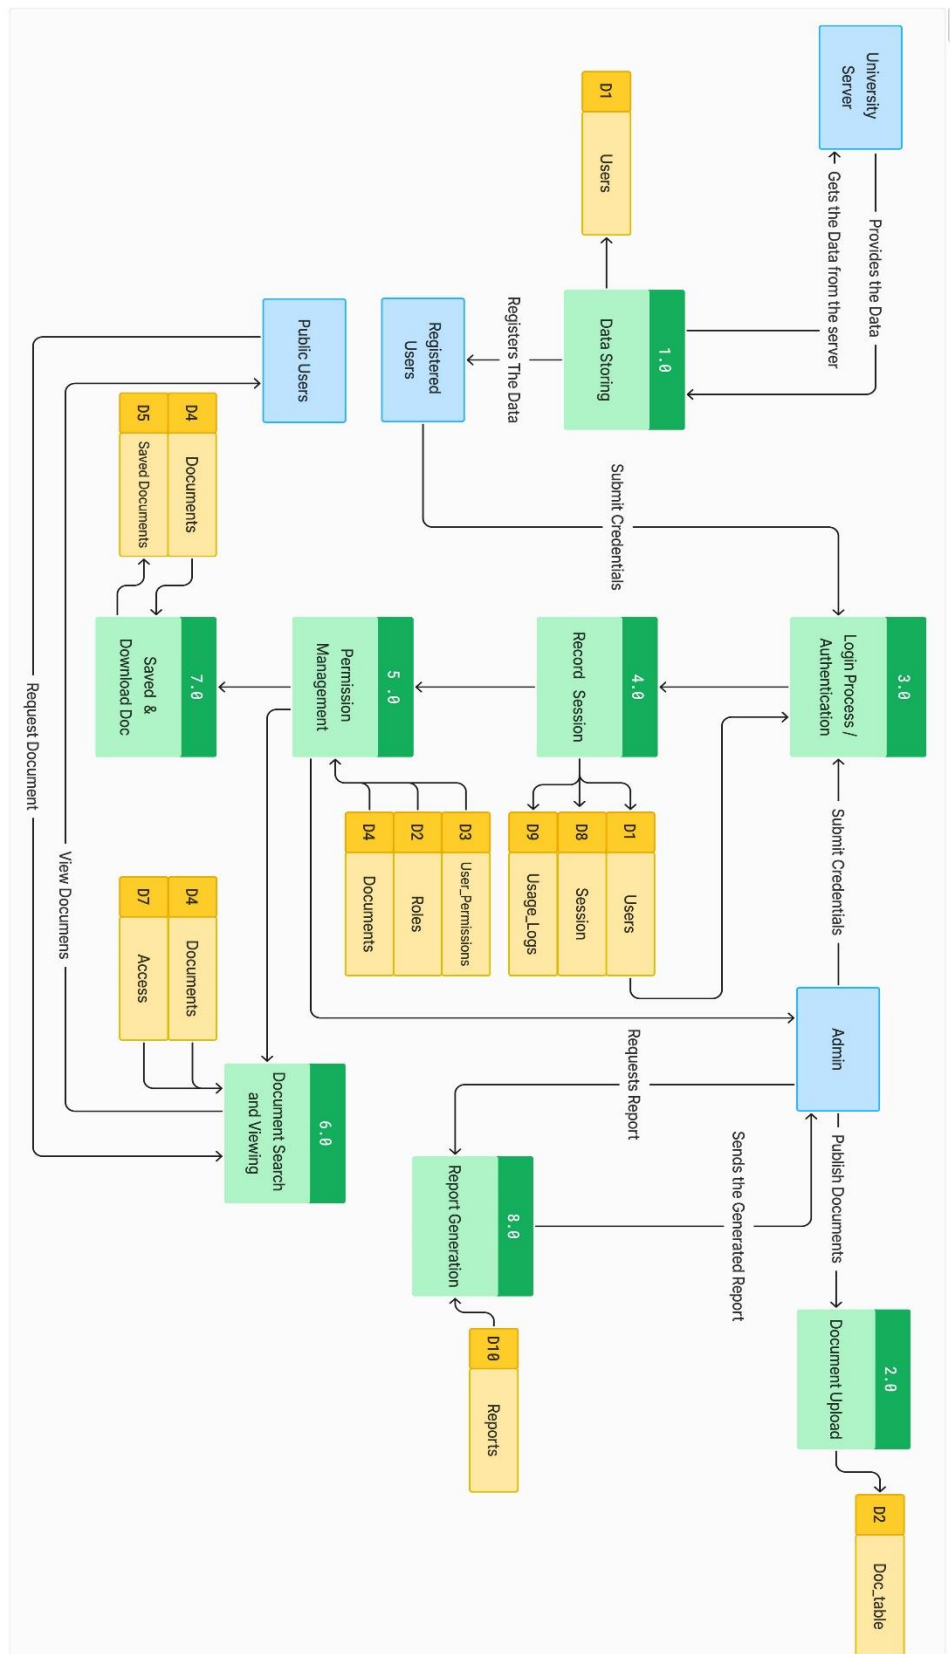 University
Server
Provides the Data
Gets the Data from the server
D1
Users
1.0
Data Storing
Registers The Data
Registered
Users
Public Users
Submit Credentials
3.0
Login Process /
Authentication
4.0
Record Session
5 .0
Permission
Management
7.0
Saved &
Download Doc
D4
Documents
D5
Saved Documents
Submit Credentials
D1
Users
D8
Session
D9
Usage_Logs
D3
User_Permissions
D2
Roles
D4
Documents
D4
Documents
D7
Access
Request Document
View Documens
Admin
Requests Report
Publish Documents
Sends the Generated Report
6.0
Document Search
and Viewing
8.0
Report Generation
D10
Reports
2.0
Document Upload
D2
Doc_table